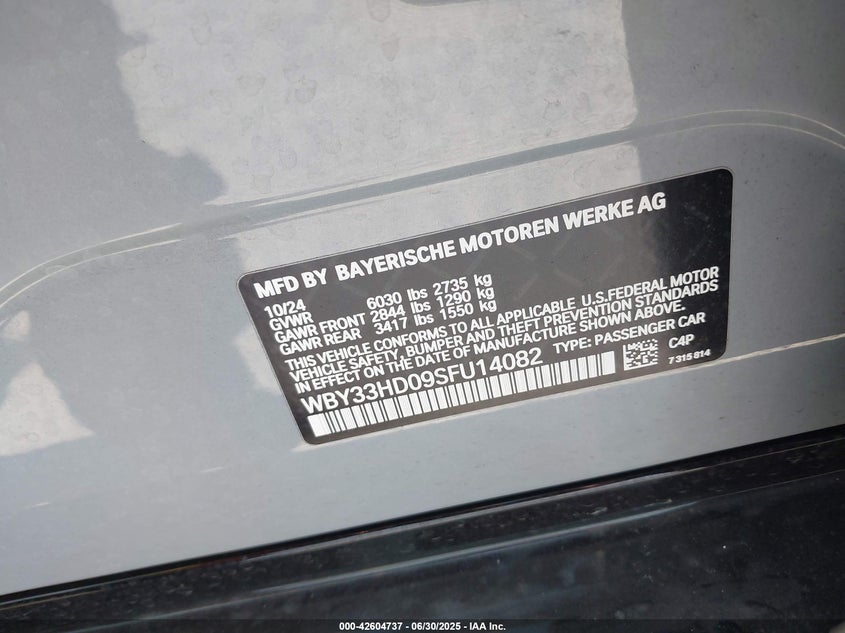 MFD BY BAYERISCHE MOTOREN WERKE AG
10/24
GVWR 6030 lbs 2735 kg
GAWR FRONT 2844 lbs 1290 kg
GAWR REAR 3417 lbs 1550 kg
THIS VEHICLE CONFORMS TO ALL APPLICABLE U.S.FEDERAL MOTOR
VEHICLE SAFETY, BUMPER AND THEFT PREVENTION STANDARDS
IN EFFECT ON THE DATE OF MANUFACTURE SHOWN ABOVE.
WBY33HD09SFU14082 TYPE: PASSENGER CAR
C4P
7 315 814
000-42604737 - 06/30/2025 - IAA Inc.